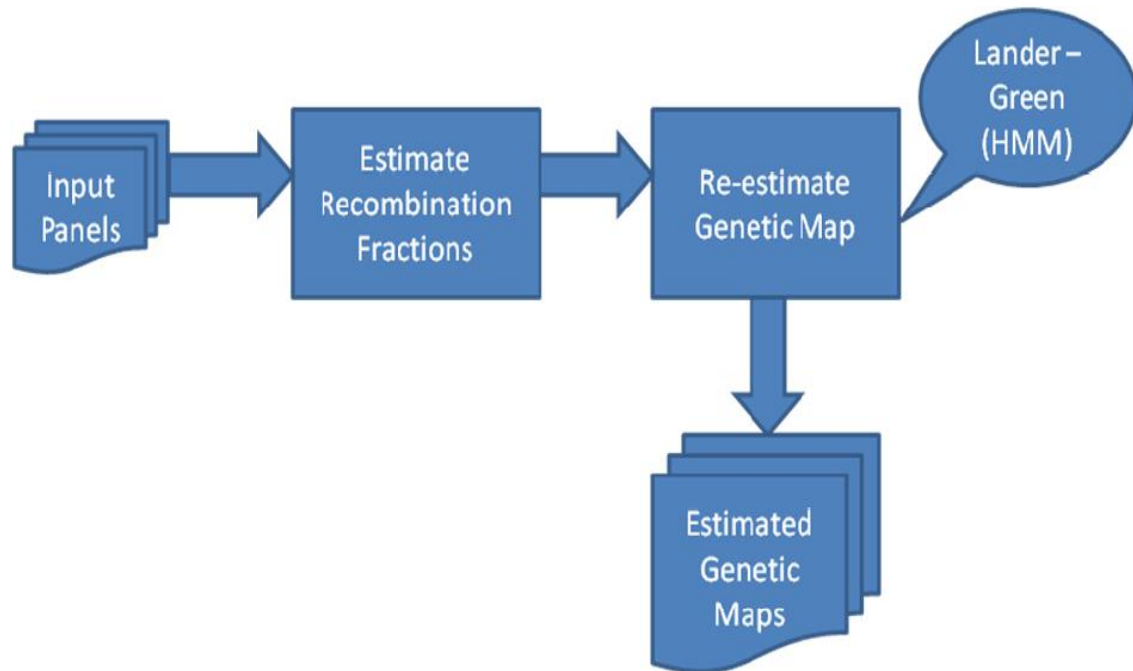 Input
Panels
Estimate
Recombination
Fractions
Re-estimate
Genetic Map
Lander –
Green
(HMM)
Estimated
Genetic
Maps